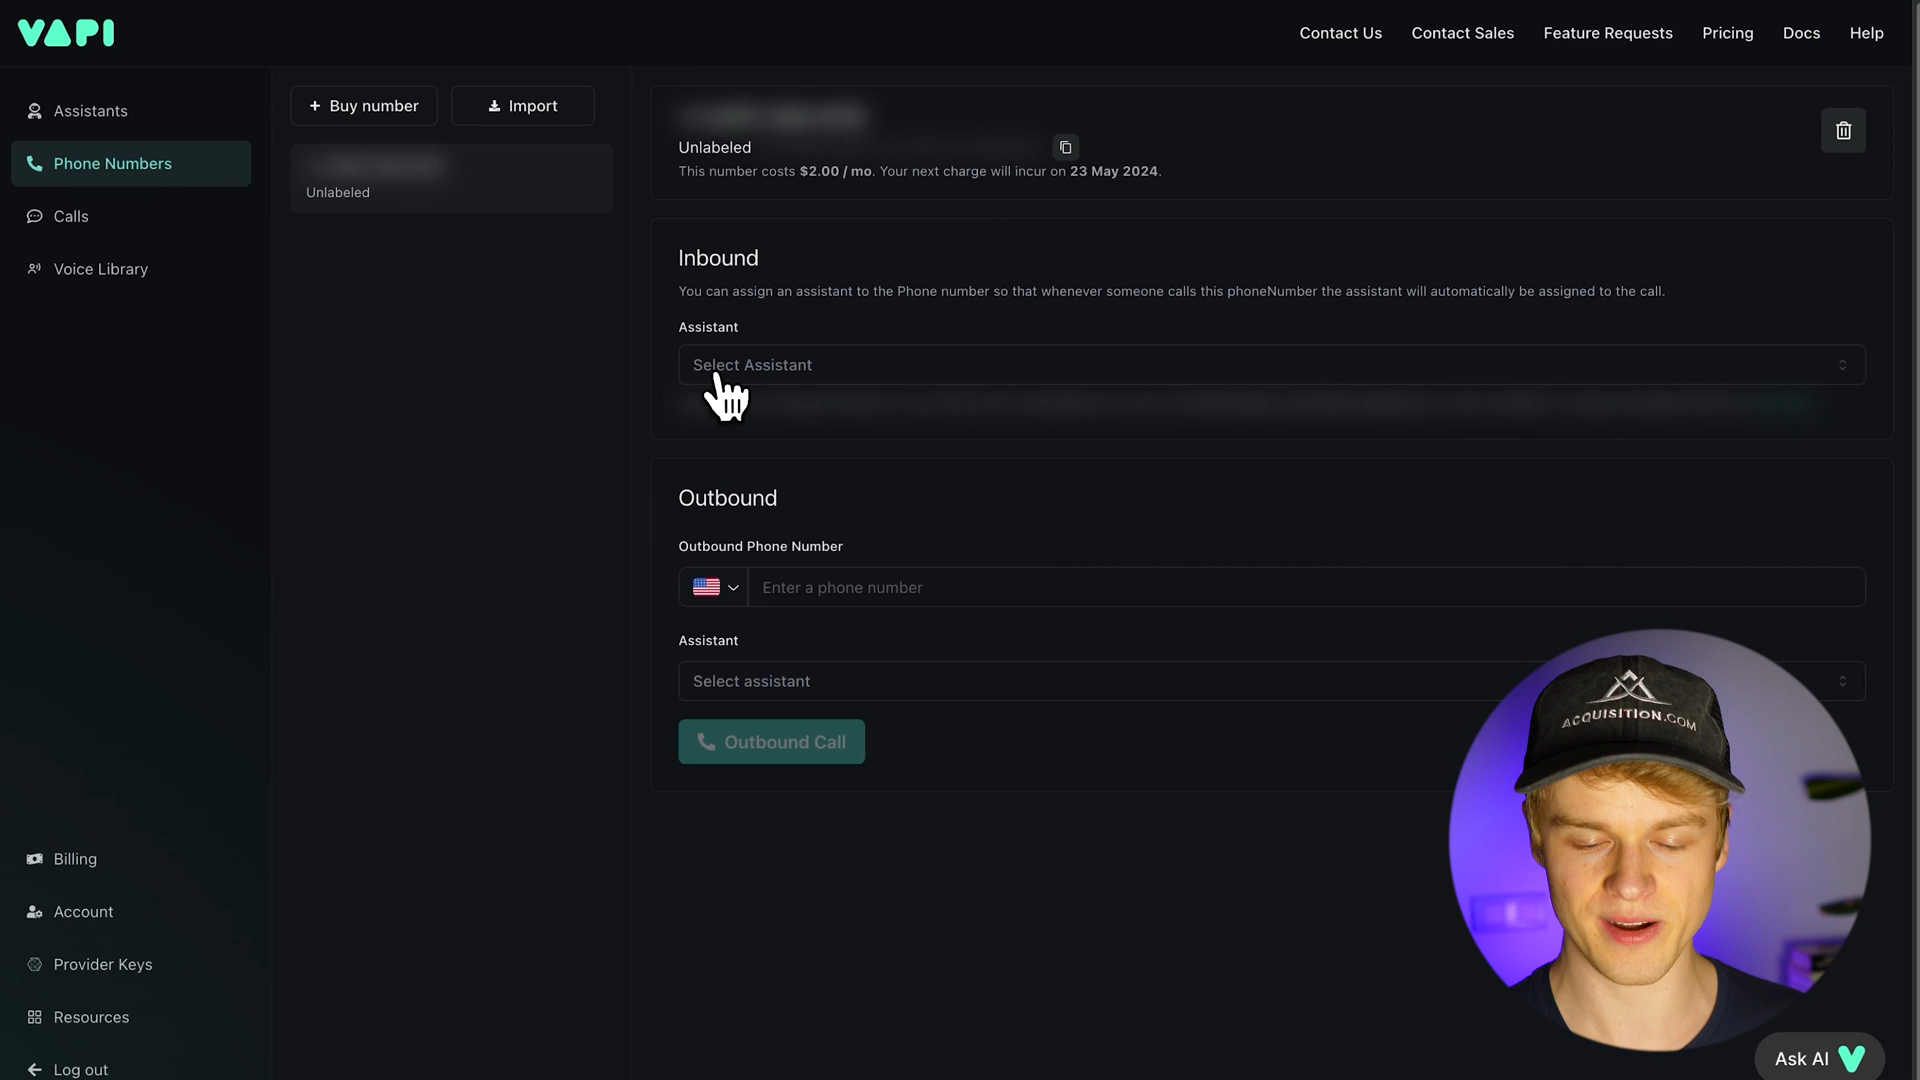 VAPI
Contact Us
Contact Sales
Feature Requests
Pricing
Docs
Help
Assistants
Phone Numbers
Calls
Voice Library
Billing
Account
Provider Keys
Resources
Log out
+ Buy number
Import
Unlabeled
Unlabeled
This number costs $2.00 / mo. Your next charge will incur on 23 May 2024.
Inbound
You can assign an assistant to the Phone number so that whenever someone calls this phoneNumber the assistant will automatically be assigned to the call.
Assistant
Select Assistant
Outbound
Outbound Phone Number
Enter a phone number
Assistant
Select assistant
Outbound Call
ACQUISITION.COM
Ask AI